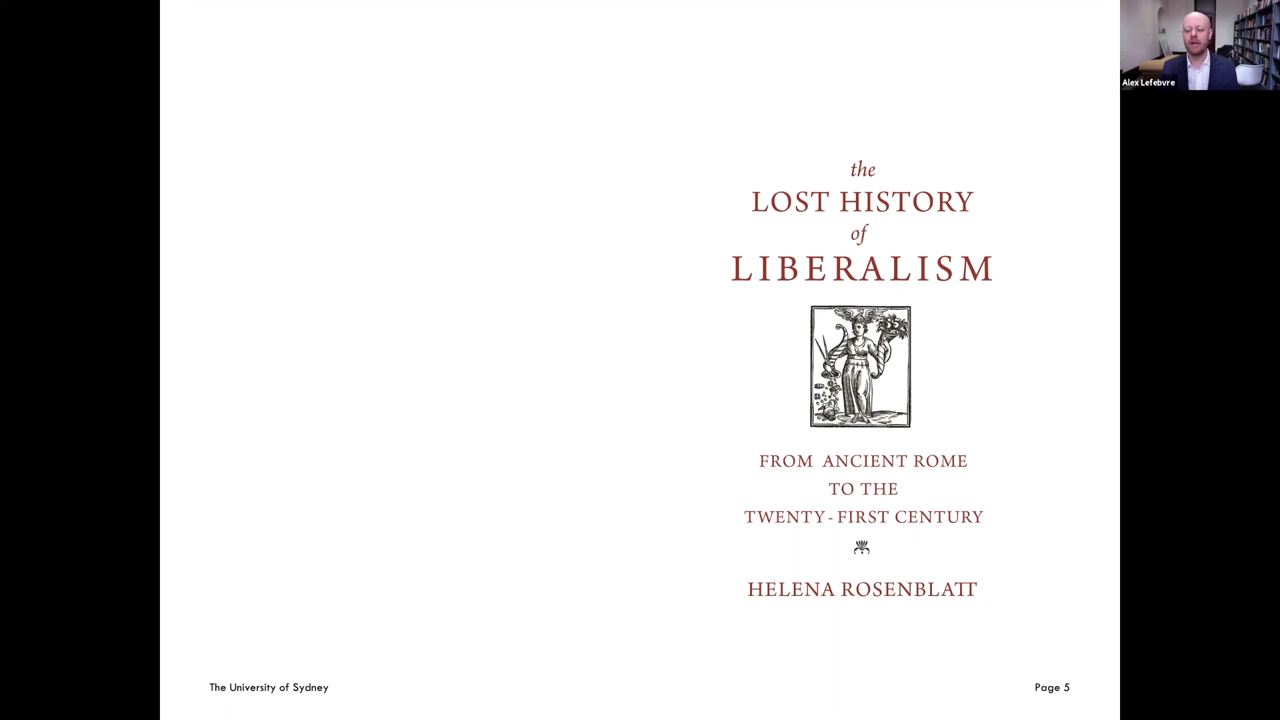 Alex Lefebvre
the
LOST HISTORY
of
LIBERALISM
FROM ANCIENT ROME
TO THE
TWENTY-FIRST CENTURY
HELENA ROSENBLATT
The University of Sydney
Page 5